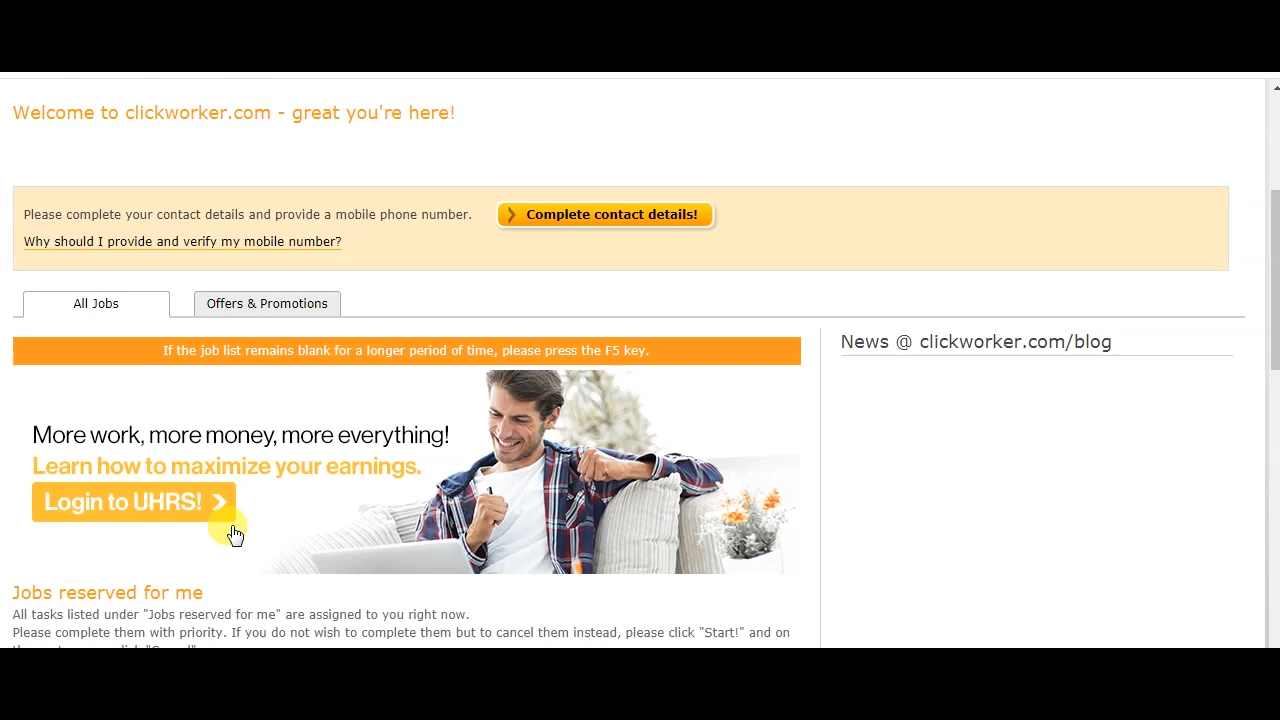 Welcome to clickworker.com - great you're here!
Please complete your contact details and provide a mobile phone number.
Complete contact details!
Why should I provide and verify my mobile number?
All Jobs
Offers & Promotions
If the job list remains blank for a longer period of time, please press the F5 key.
News @ clickworker.com/blog
More work, more money, more everything!
Learn how to maximize your earnings.
Login to UHRS!
Jobs reserved for me
All tasks listed under "Jobs reserved for me" are assigned to you right now.
Please complete them with priority. If you do not wish to complete them but to cancel them instead, please click "Start!" and on